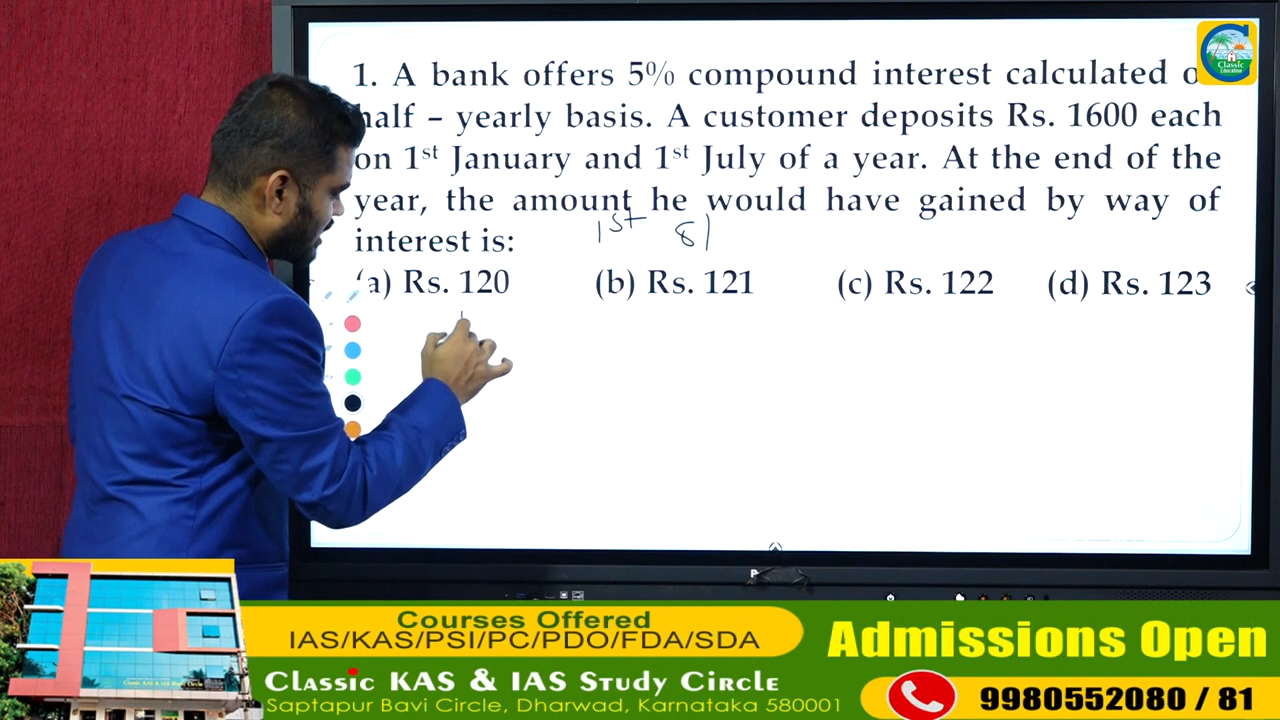 1. A bank offers 5% compound interest calculated
half – yearly basis. A customer deposits Rs. 1600 each
on 1st January and 1st July of a year. At the end of the
year, the amount he would have gained by way of
interest is:
1st 81
(a) Rs. 120 (b) Rs. 121 (c) Rs. 122 (d) Rs. 123
Classic
Education
Courses Offered
IAS/KAS/PSI/PC/PDO/FDA/SDA
Classic KAS & IAS Study Circle
Saptapur Bavi Circle, Dharwad, Karnataka 580001
Admissions Open
9980552080 / 81